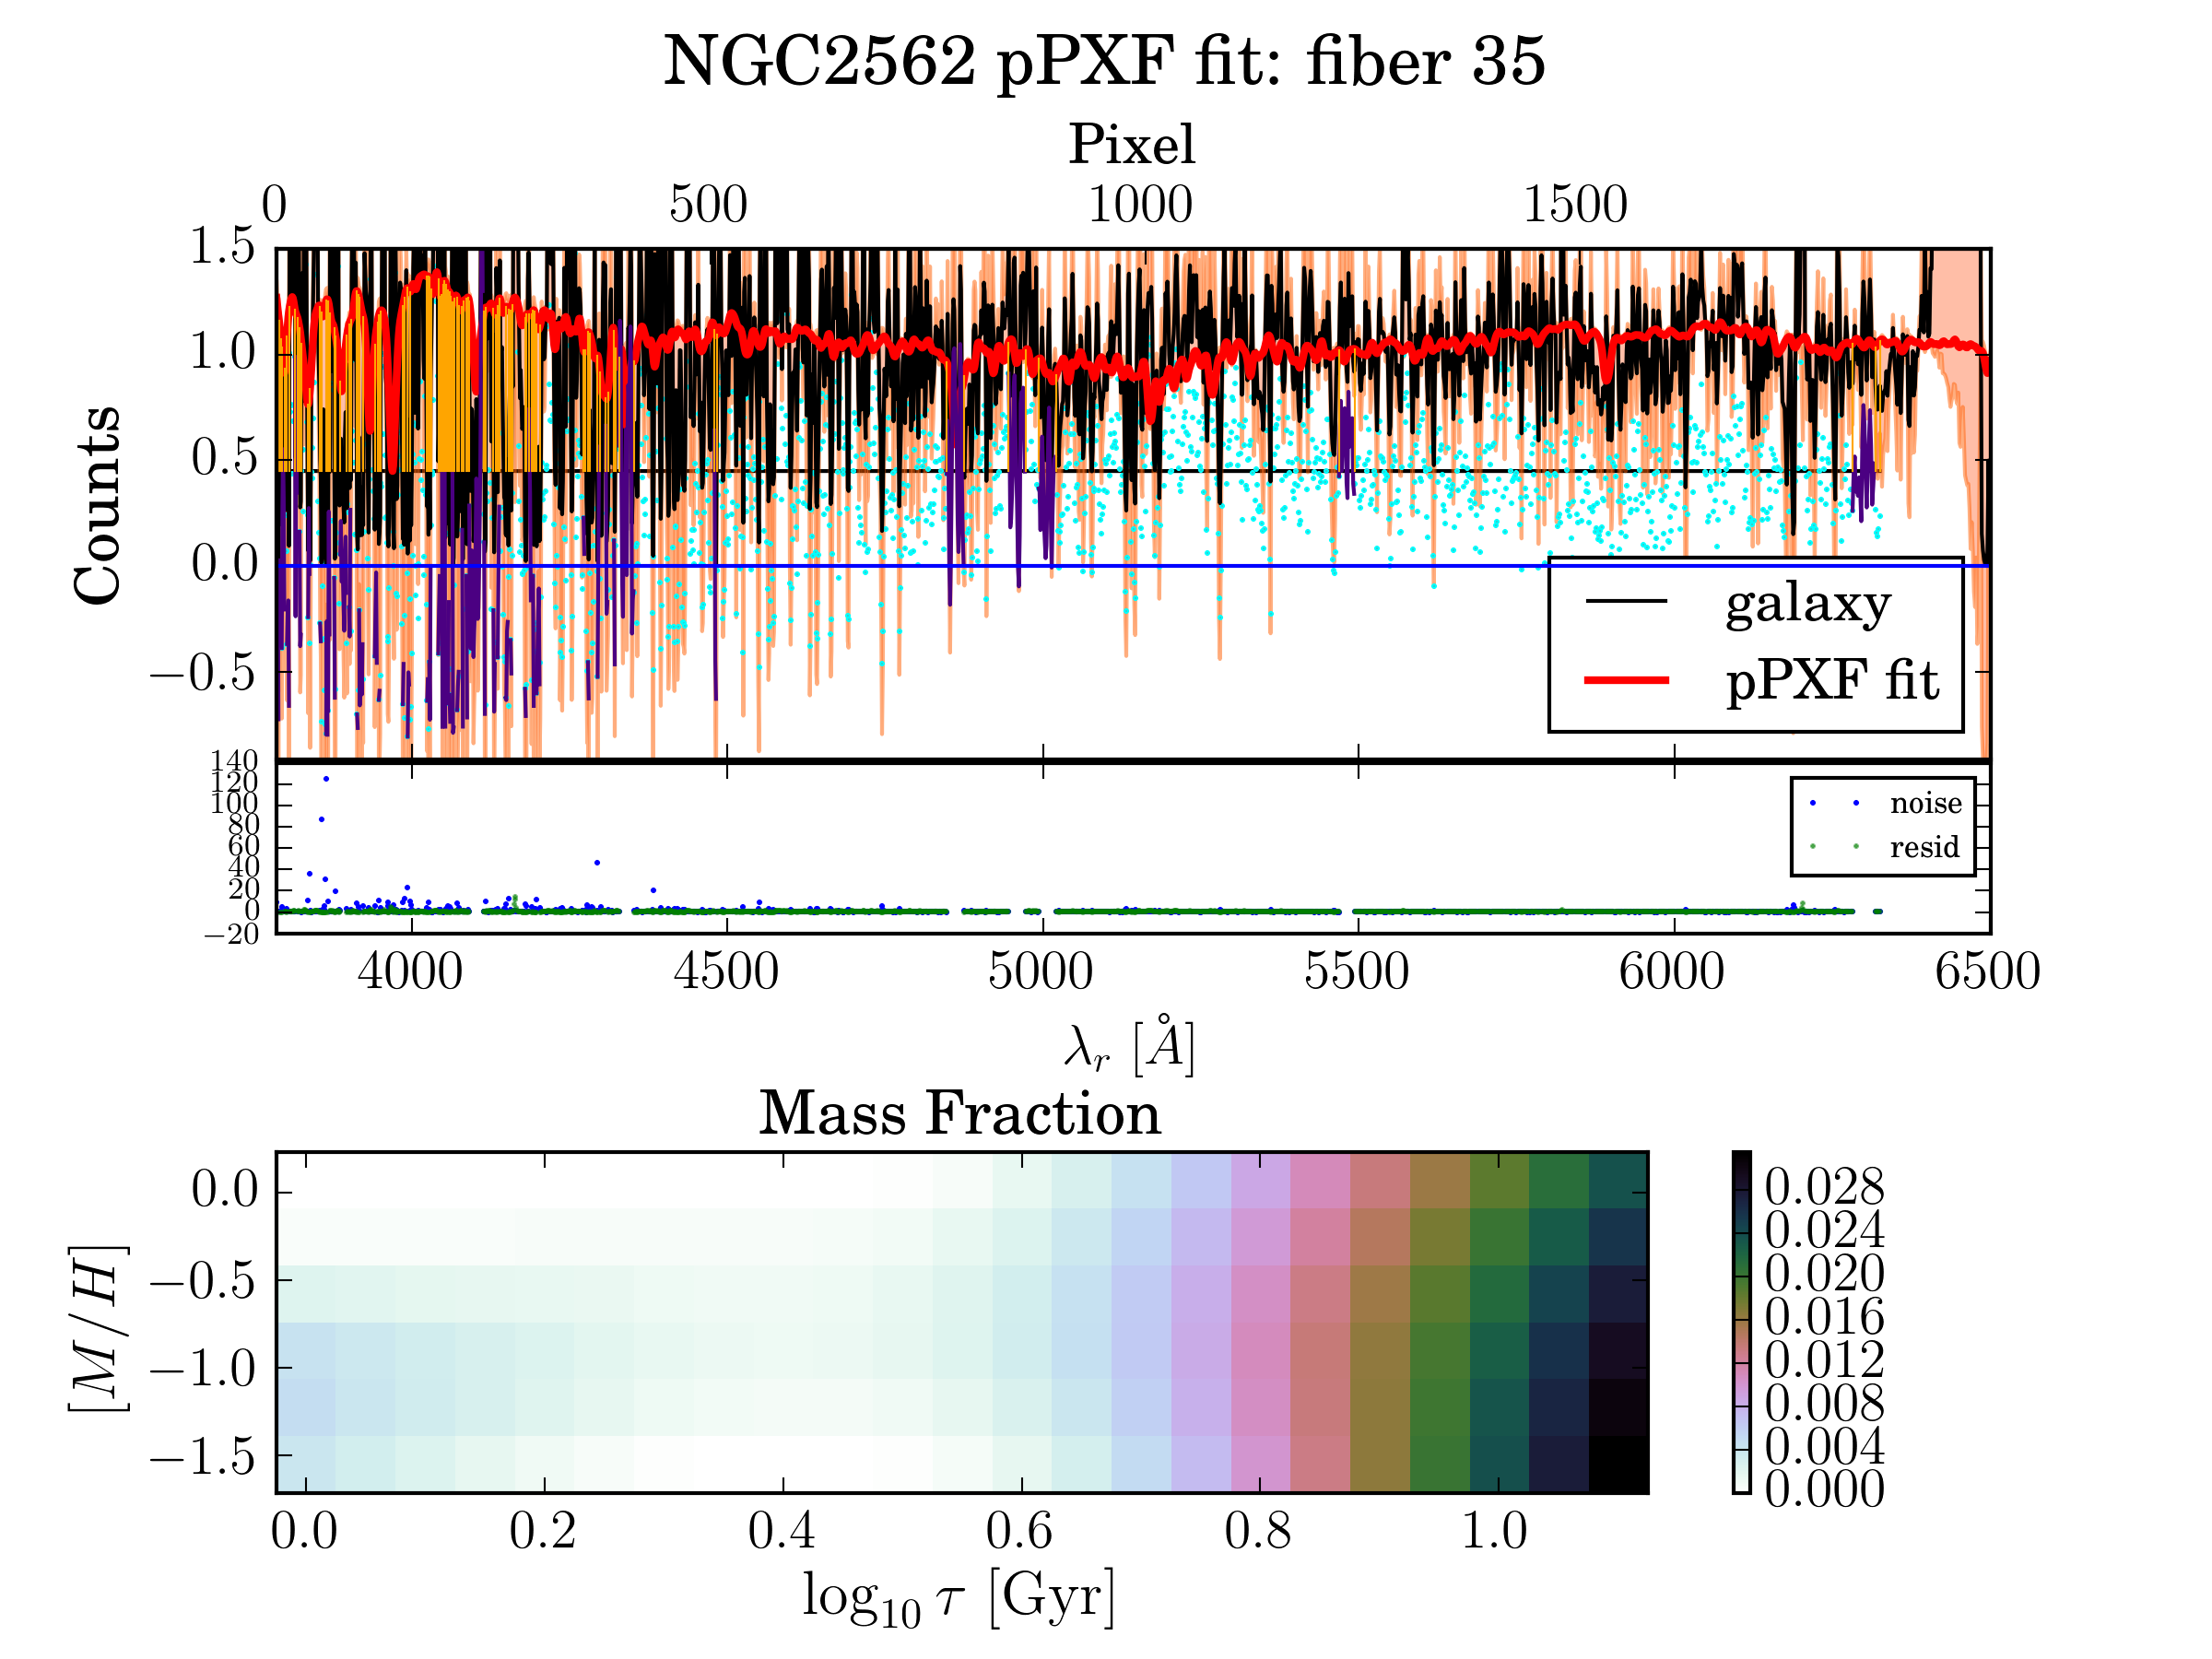 NGC2562 pPXF fit: fiber 35
Pixel
0 500 1000 1500
1.5
1.0
0.5
0.0
−0.5
Counts
galaxy
pPXF fit
140
120
100
80
60
40
20
0
−20
noise
resid
4000 4500 5000 5500 6000 6500
λr [Å]
Mass Fraction
0.0
−0.5
−1.0
−1.5
[M/H]
0.028
0.024
0.020
0.016
0.012
0.008
0.004
0.000
0.0 0.2 0.4 0.6 0.8 1.0
log10 τ [Gyr]